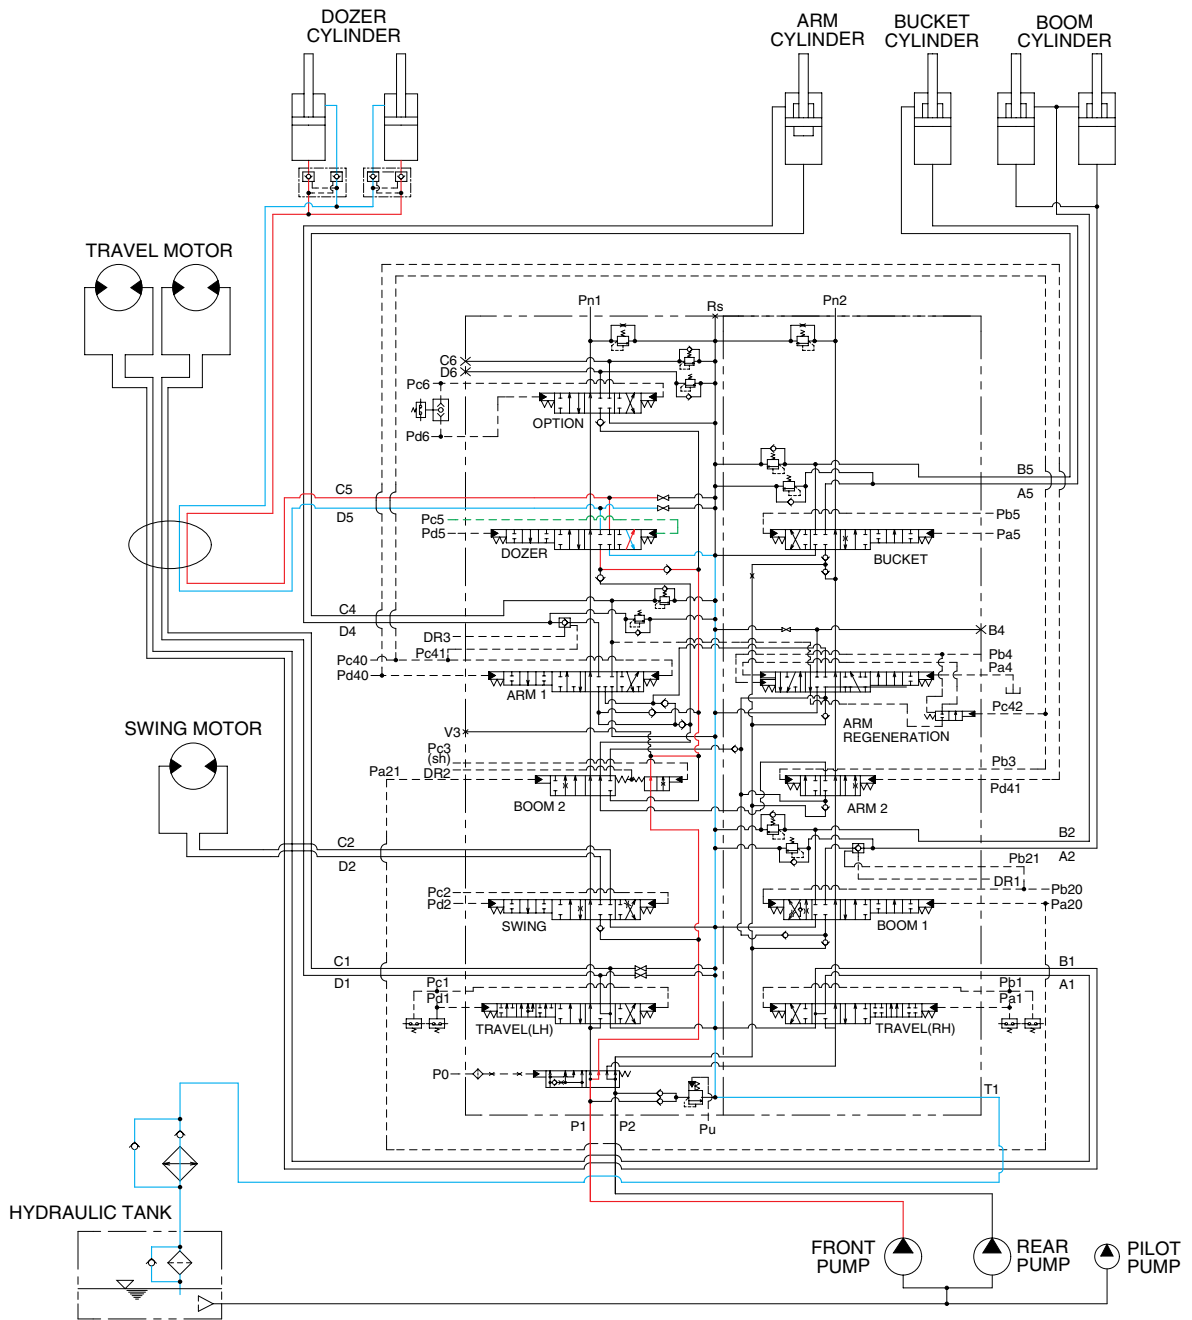 DOZER
CYLINDER
ARM
CYLINDER
BUCKET
CYLINDER
BOOM
CYLINDER
TRAVEL MOTOR
Pn1
Rs
Pn2
C6
D6
Pc6
Pd6
OPTION
C5
D5
Pc5
Pd5
DOZER
B5
A5
Pb5
Pa5
BUCKET
C4
D4
DR3
Pc40
Pc41
Pd40
ARM 1
B4
Pb4
Pa4
Pc42
ARM
REGENERATION
SWING MOTOR
V3
Pc3
(sh)
DR2
Pa21
BOOM 2
Pb3
Pd41
ARM 2
C2
D2
Pc2
Pd2
SWING
B2
A2
Pb21
DR1
Pb20
Pa20
BOOM 1
C1
D1
Pc1
Pd1
TRAVEL(LH)
B1
A1
Pb1
Pa1
TRAVEL(RH)
P0
T1
P1
P2
Pu
HYDRAULIC TANK
FRONT
PUMP
REAR
PUMP
PILOT
PUMP